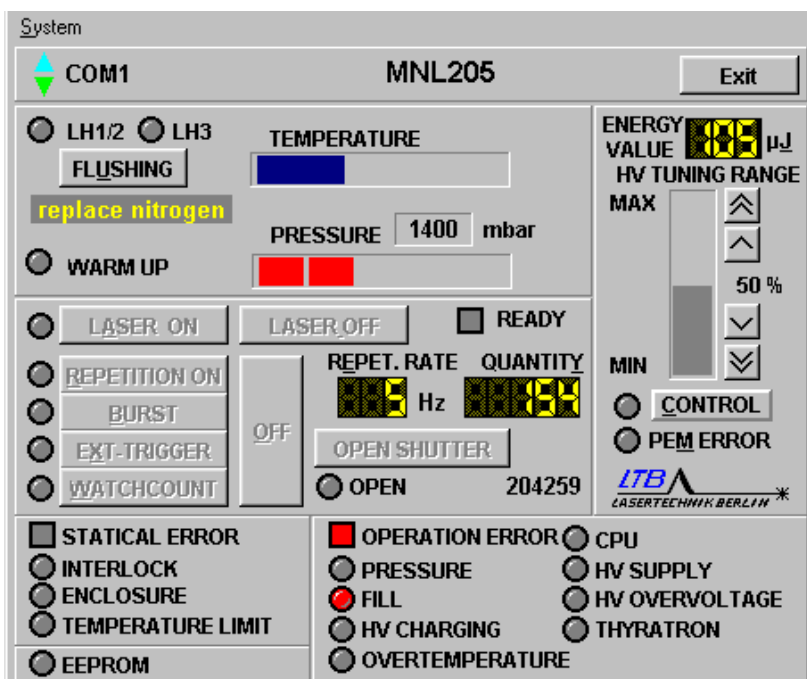 System
COM1
MNL205
Exit
LH1/2
LH3
FLUSHING
replace nitrogen
WARM UP
TEMPERATURE
PRESSURE 1400 mbar
ENERGY
VALUE 105 µJ
HV TUNING RANGE
MAX
50 %
MIN
CONTROL
PEM ERROR
LTB
LASERTECHNIK BERLIN
LASER ON
LASER OFF
READY
REPETITION ON
BURST
EXT-TRIGGER
WATCHCOUNT
OFF
REPET. RATE
QUANTITY
5 Hz
154
OPEN SHUTTER
OPEN
204259
STATICAL ERROR
INTERLOCK
ENCLOSURE
TEMPERATURE LIMIT
EEPROM
OPERATION ERROR
PRESSURE
FILL
HV CHARGING
OVERTEMPERATURE
CPU
HV SUPPLY
HV OVERVOLTAGE
THYRATRON